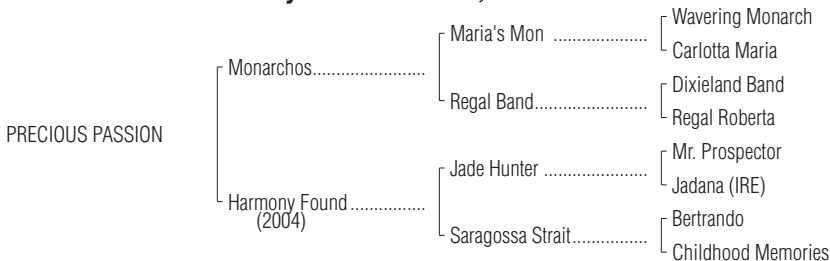 Wavering Monarch
Maria's Mon ....................
Carlotta Maria
Monarchos.......................
Dixieland Band
Regal Band........................
Regal Roberta
PRECIOUS PASSION
Mr. Prospector
Jade Hunter ......................
Jadana (IRE)
Harmony Found ................
(2004)
Bertrando
Saragossa Strait................
Childhood Memories